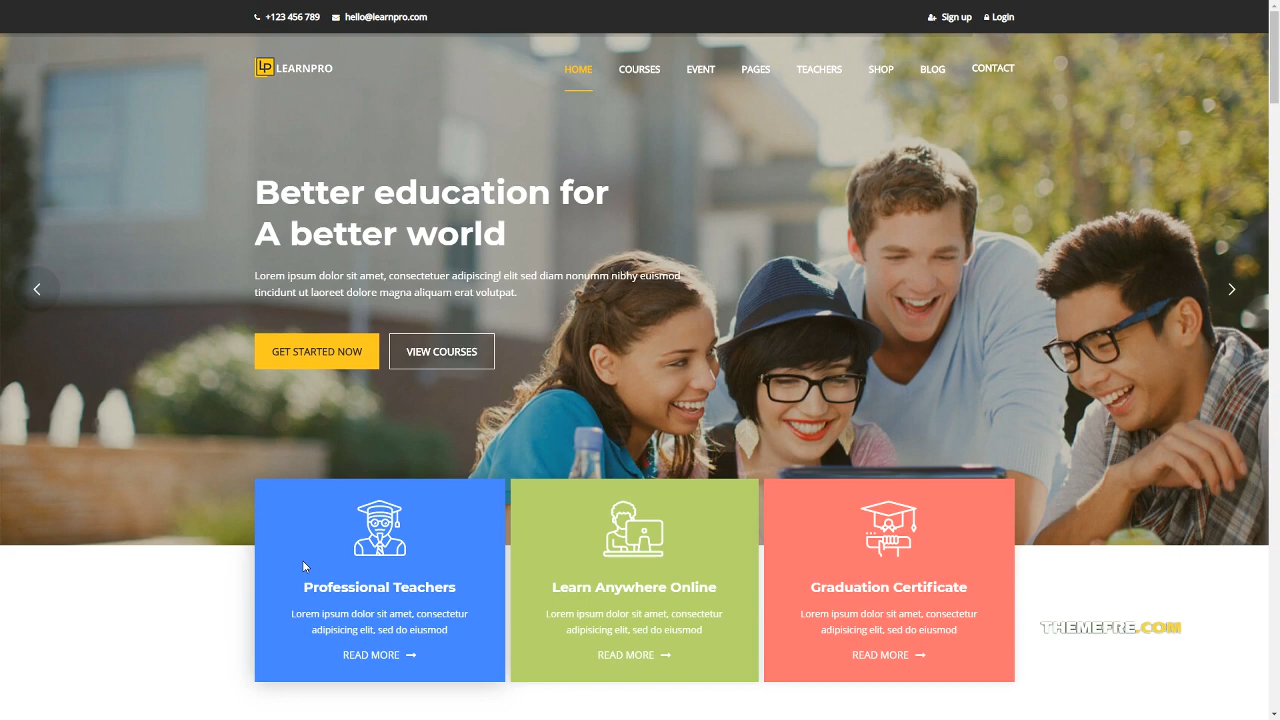 +123 456 789 hello@learnpro.com Sign up Login
LP LEARNPRO HOME COURSES EVENT PAGES TEACHERS SHOP BLOG CONTACT
Better education for
A better world
Lorem ipsum dolor sit amet, consectetuer adipiscingl elit sed diam nonumm nibhy euismod
tincidunt ut laoreet dolore magna aliquam erat volutpat.
GET STARTED NOW VIEW COURSES
Professional Teachers
Lorem ipsum dolor sit amet, consectetur
adipisicing elit, sed do eiusmod
READ MORE
Learn Anywhere Online
Lorem ipsum dolor sit amet, consectetur
adipisicing elit, sed do eiusmod
READ MORE
Graduation Certificate
Lorem ipsum dolor sit amet, consectetur
adipisicing elit, sed do eiusmod
READ MORE
THEMEFRE.COM